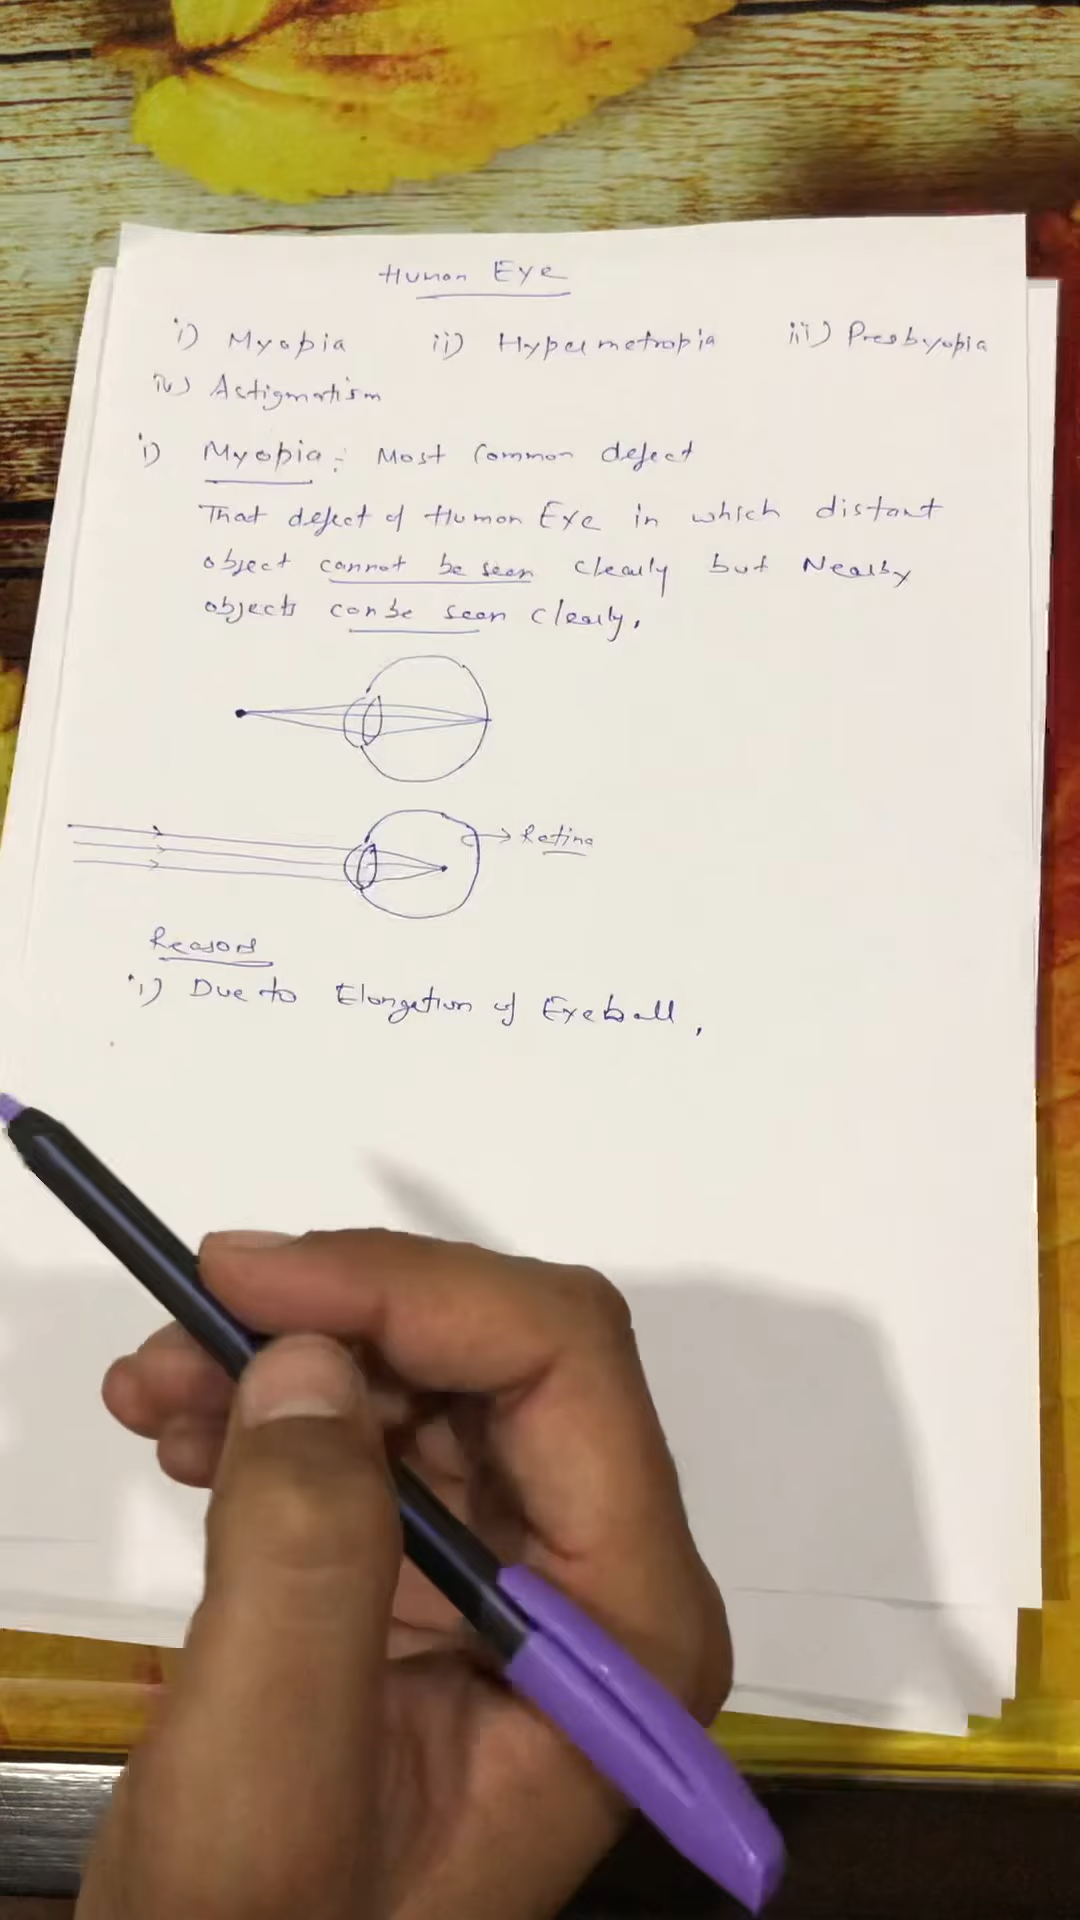 Human Eye
i) Myopia ii) Hypermetropia iii) Presbyopia
iv) Astigmatism
i) Myopia :- Most Common defect
That defect of Human Eye in which distant
object cannot be seen clearly but Nearby
objects can be seen clearly.
Retina
Reasons
i) Due to Elongation of Eyeball,